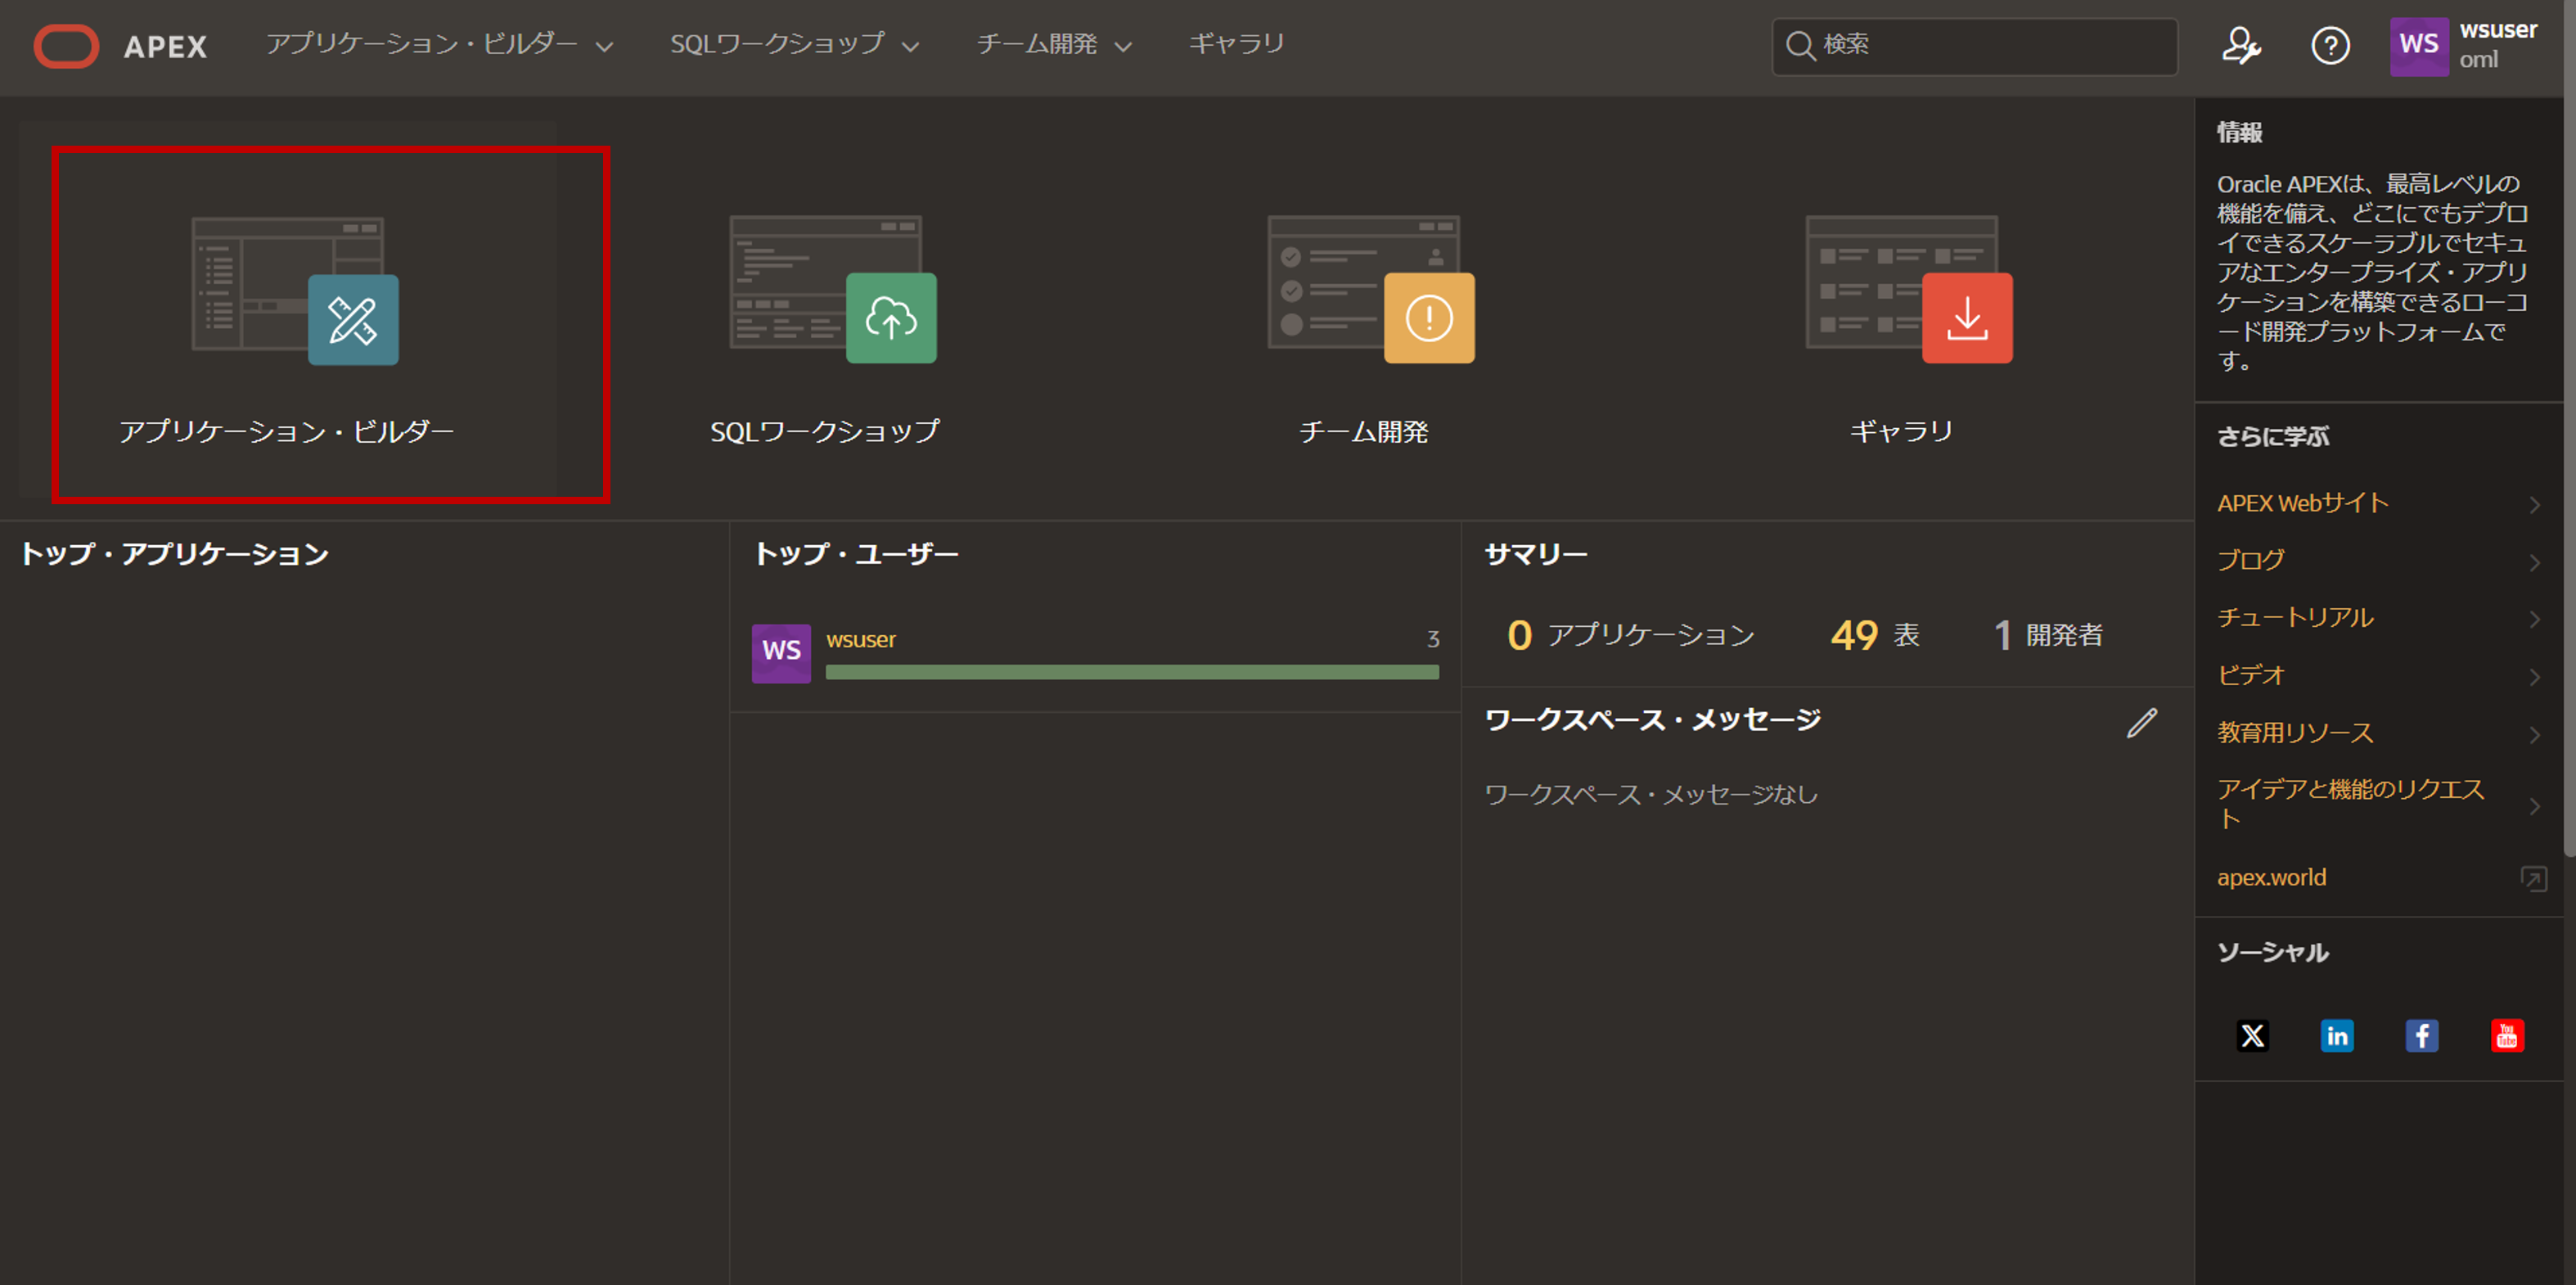 APEX
アプリケーション・ビルダー
SQLワークショップ
チーム開発
ギャラリ
検索
WS
wsuser
oml
アプリケーション・ビルダー
SQLワークショップ
チーム開発
ギャラリ
トップ・アプリケーション
トップ・ユーザー
WS
wsuser
3
サマリー
0 アプリケーション
49 表
1 開発者
ワークスペース・メッセージ
ワークスペース・メッセージなし
情報
Oracle APEXは、最高レベルの
機能を備え、どこにでもデプロ
イできるスケーラブルでセキュ
アなエンタープライズ・アプリ
ケーションを構築できるローコ
ード開発プラットフォームで
す。
さらに学ぶ
APEX Webサイト
ブログ
チュートリアル
ビデオ
教育用リソース
アイデアと機能のリクエス
ト
apex.world
ソーシャル
X
in
f
You
Tube